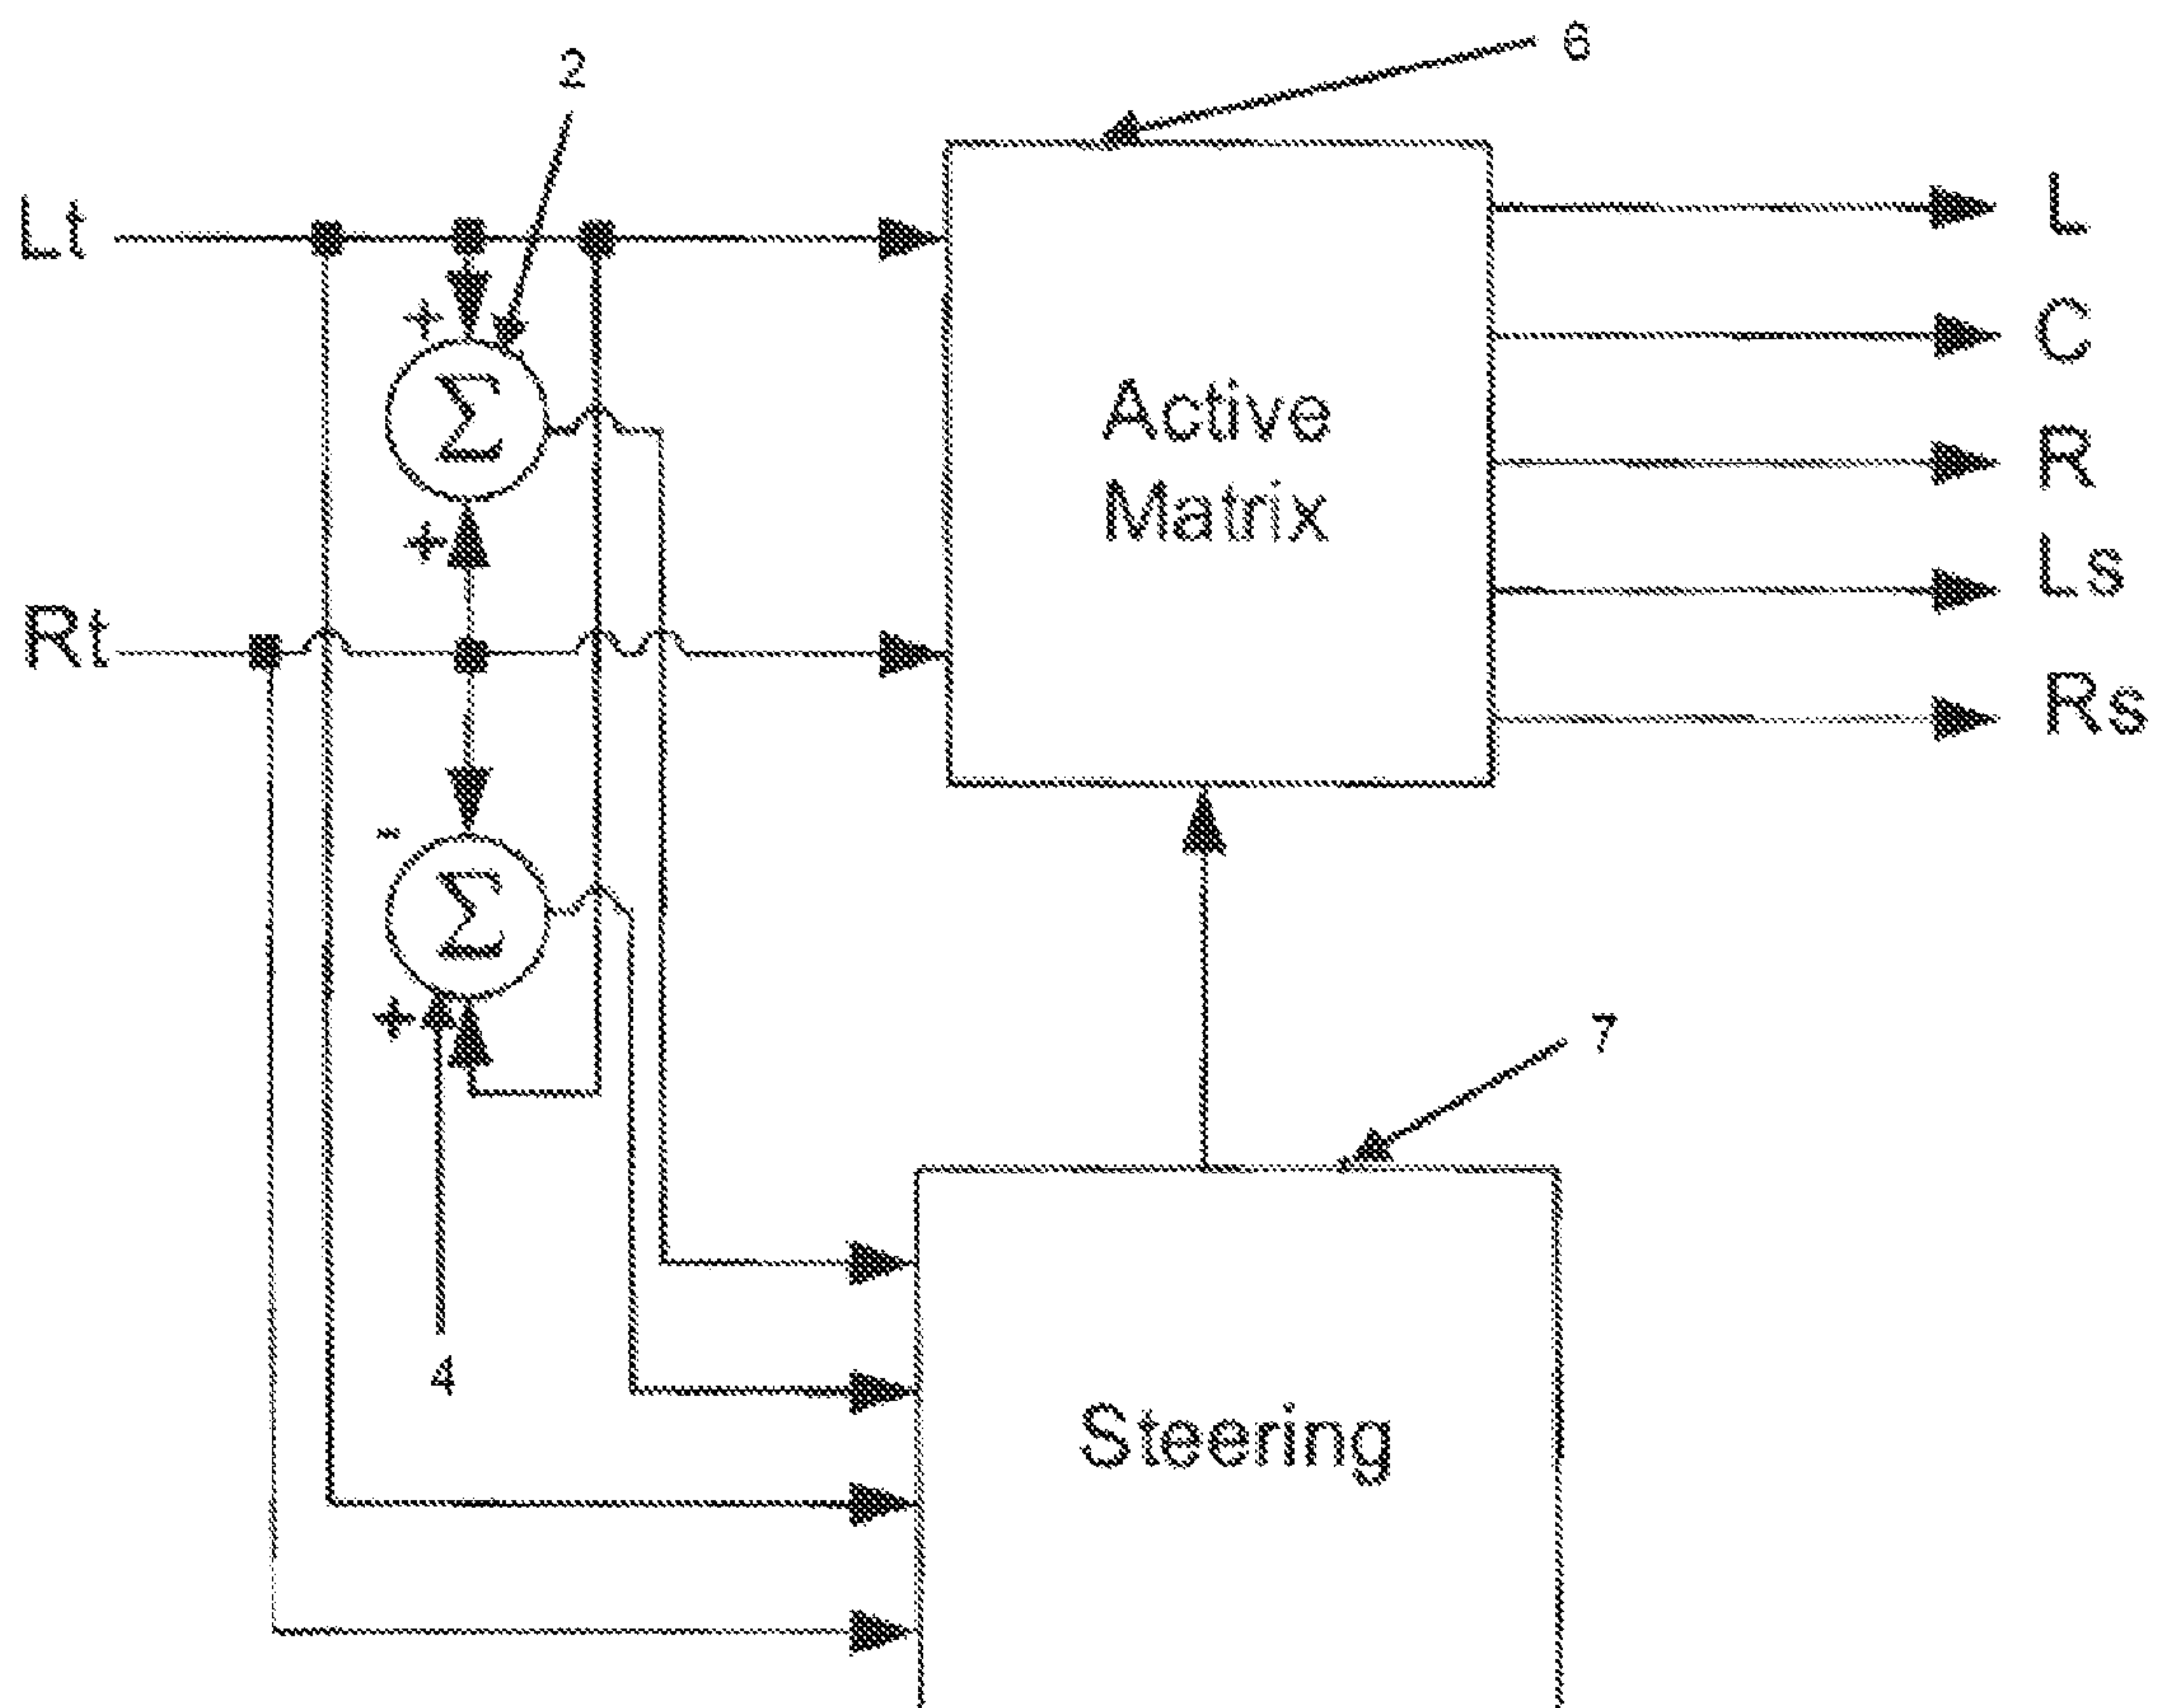 6
2
Lt
L
+
C
Σ
Active
Matrix
R
+
Ls
Rt
Rs
-
Σ
+
7
4
Steering